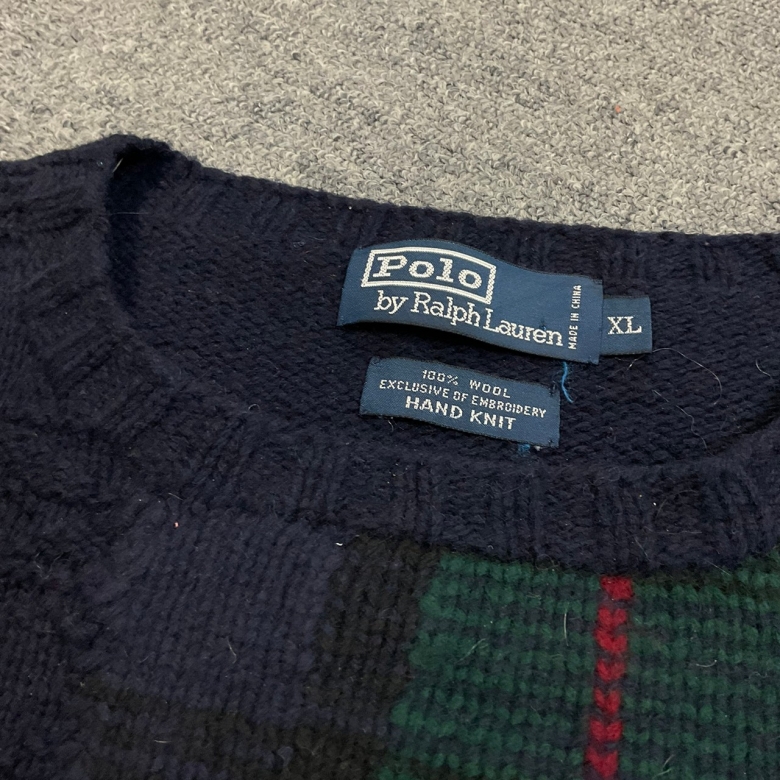 Polo
by Ralph Lauren
MADE IN CHINA
XL
100% WOOL
EXCLUSIVE OF EMBROIDERY
HAND KNIT